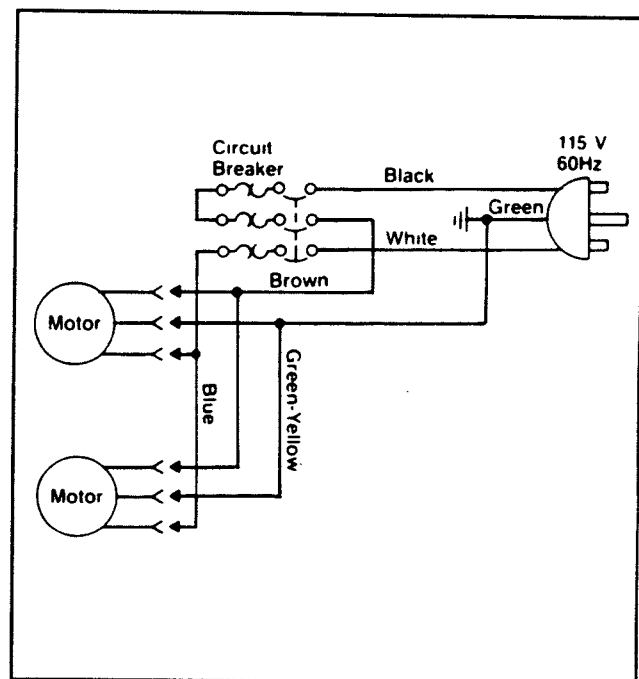 Circuit
Breaker
115 V
60Hz
Black
Green
White
Brown
Motor
Green-Yellow
Blue
Motor